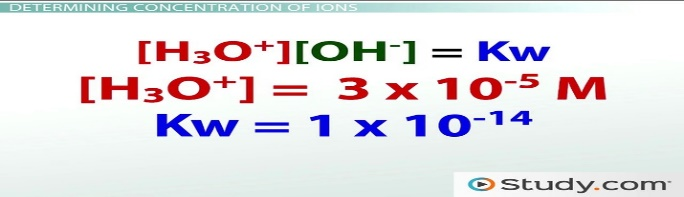 DETERMINING CONCENTRATION OF IONS
[H₃O⁺][OH⁻] = Kw
[H₃O⁺] = 3 x 10⁻⁵ M
Kw = 1 x 10⁻¹⁴
Study.com